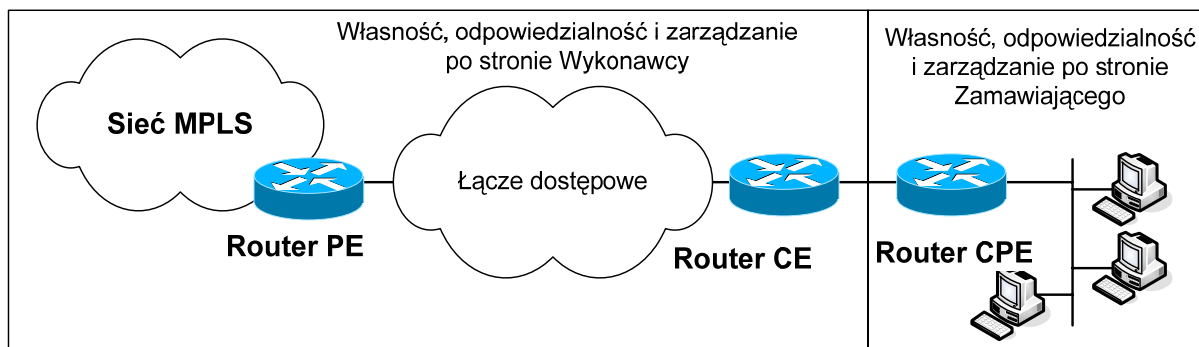 Własność, odpowiedzialność i zarządzanie
po stronie Wykonawcy
Własność, odpowiedzialność
i zarządzanie po stronie
Zamawiającego
Sieć MPLS
Łącze dostępowe
Router PE
Router CE
Router CPE